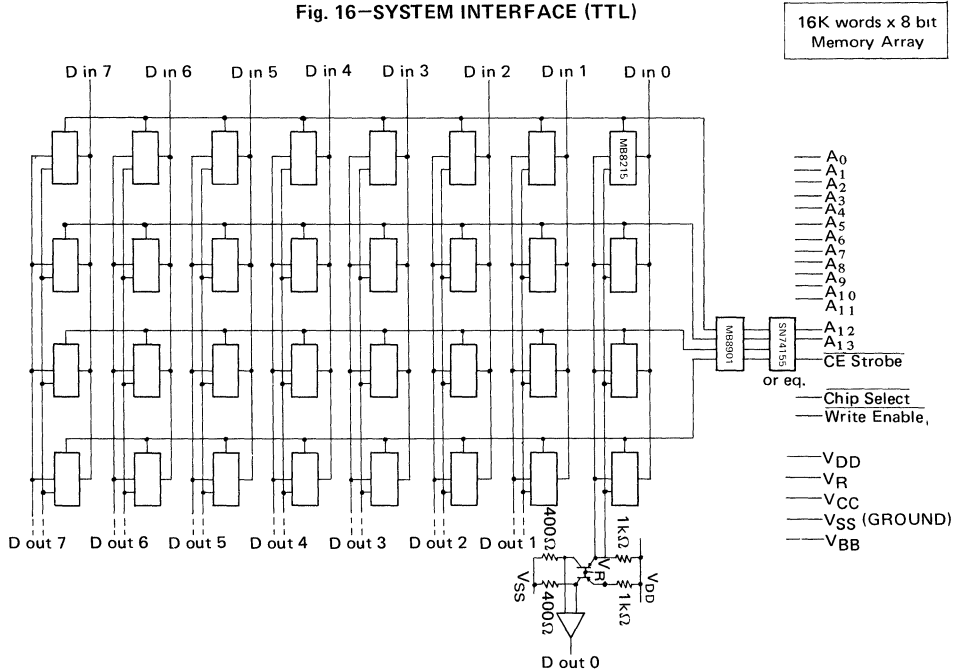 Fig. 16—SYSTEM INTERFACE (TTL)
16K words x 8 bit
Memory Array
D in 7 D in 6 D in 5 D in 4 D in 3 D in 2 D in 1 D in 0
MB8215
A0
A1
A2
A3
A4
A5
A6
A7
A8
A9
A10
A11
A12
A13
MB8901
SN74155
CE Strobe
or eq.
Chip Select
Write Enable,
VDD
VR
VCC
VSS (GROUND)
VBB
D out 7 D out 6 D out 5 D out 4 D out 3 D out 2 D out 1
400Ω
1kΩ
VSS
VR
VDD
400Ω
1kΩ
D out 0